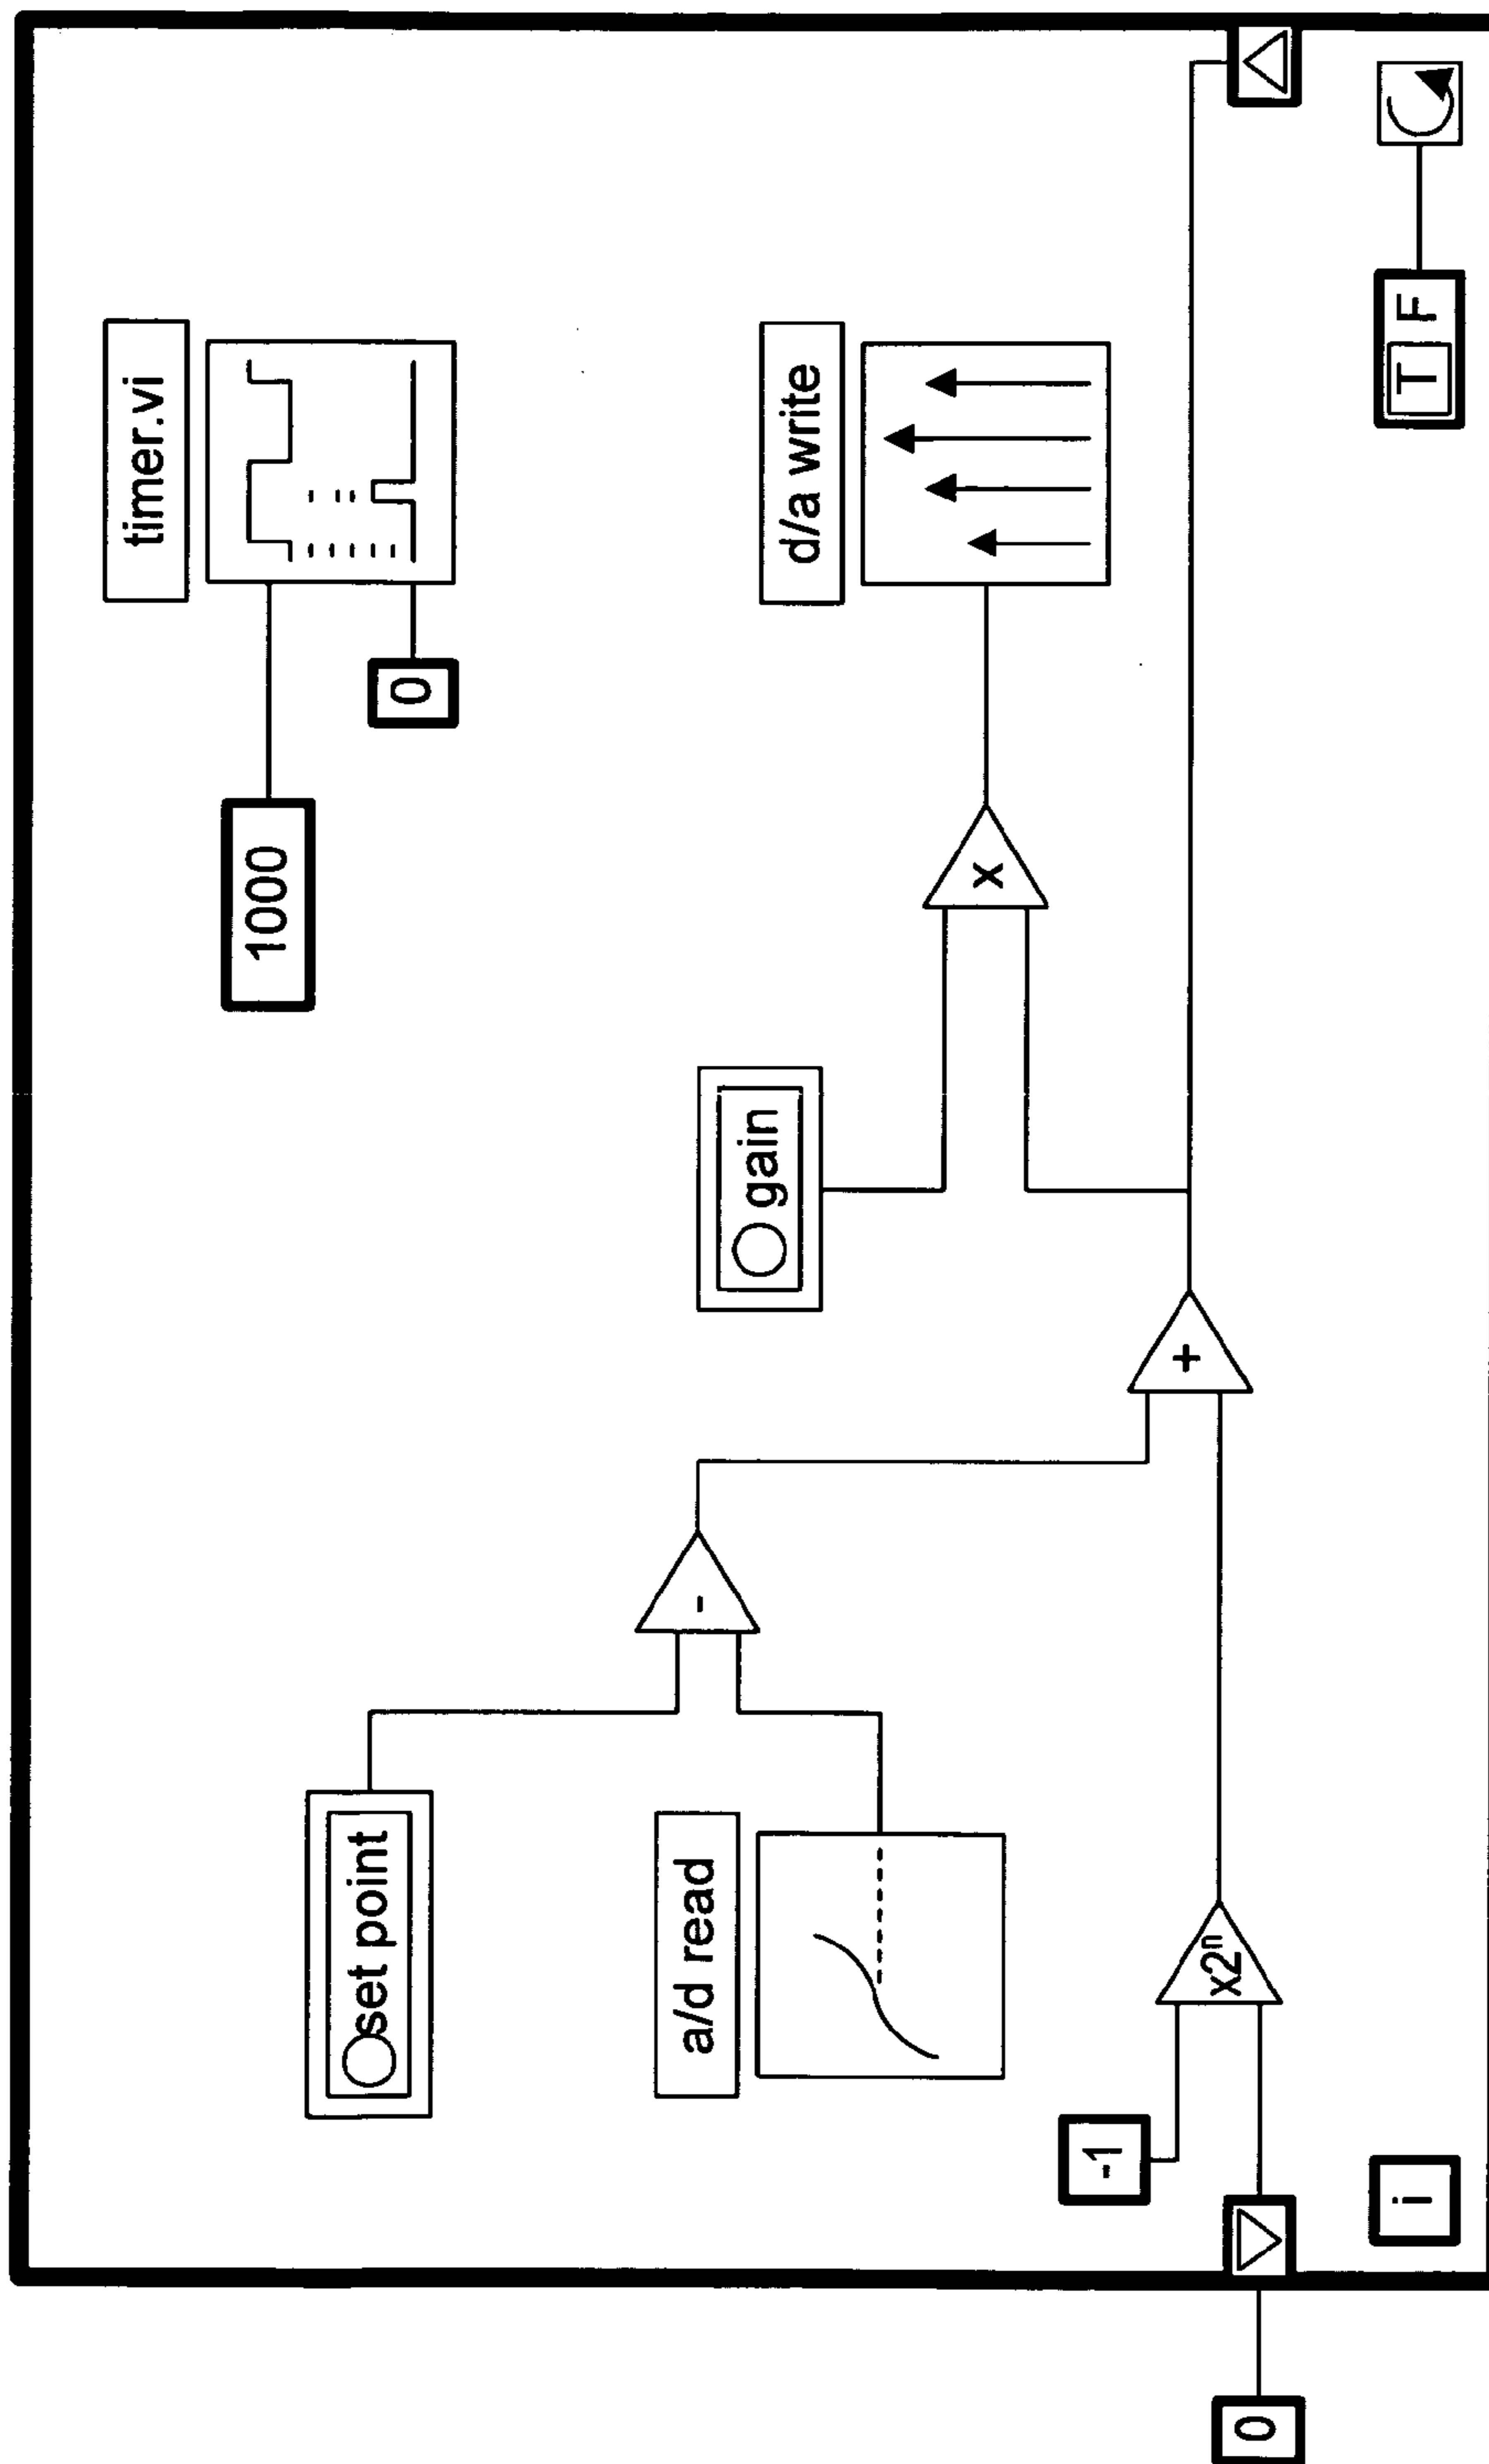 timer.vi
1000
0
set point
gain
a/d read
d/a write
-
x
-1
+
x2ⁿ
0
i
T F